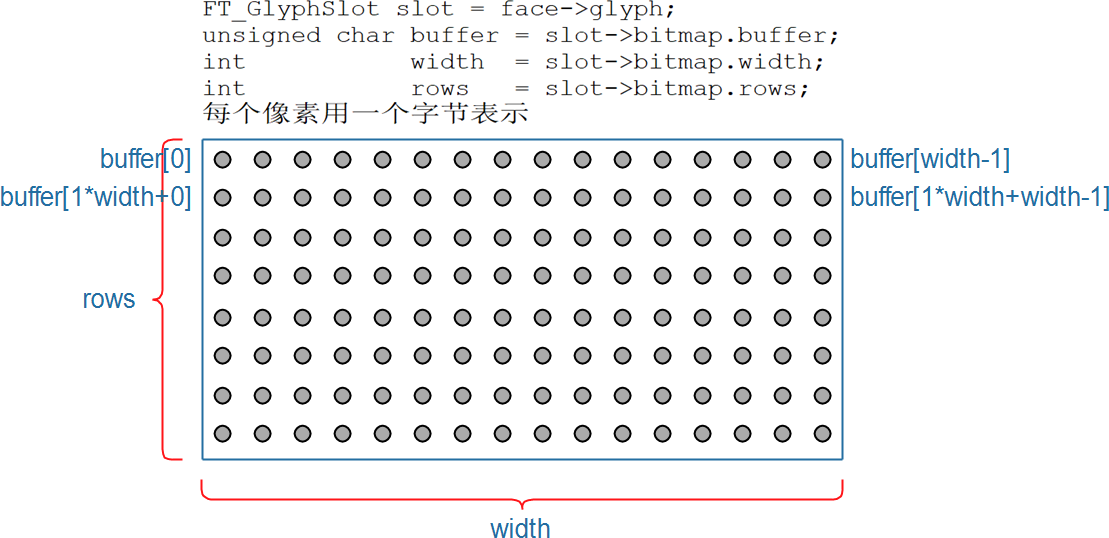 FT_GlyphSlot slot = face->glyph;
unsigned char buffer = slot->bitmap.buffer;
int width = slot->bitmap.width;
int rows = slot->bitmap.rows;
每个像素用一个字节表示
buffer[0] buffer[width-1]
buffer[1*width+0] buffer[1*width+width-1]
rows
width